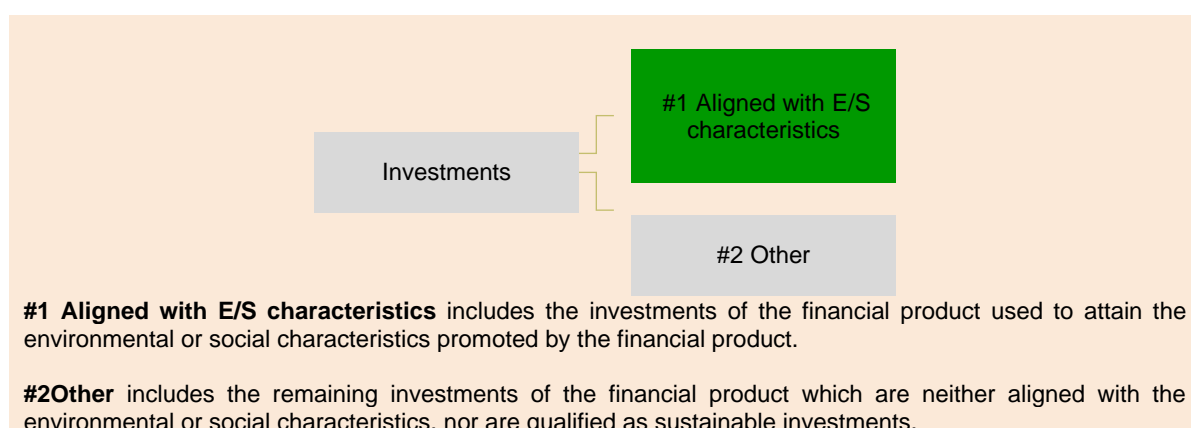 #1 Aligned with E/S
characteristics
Investments
#2 Other
#1 Aligned with E/S characteristics includes the investments of the financial product used to attain the
environmental or social characteristics promoted by the financial product.
#2Other includes the remaining investments of the financial product which are neither aligned with the
environmental or social characteristics, nor are qualified as sustainable investments.